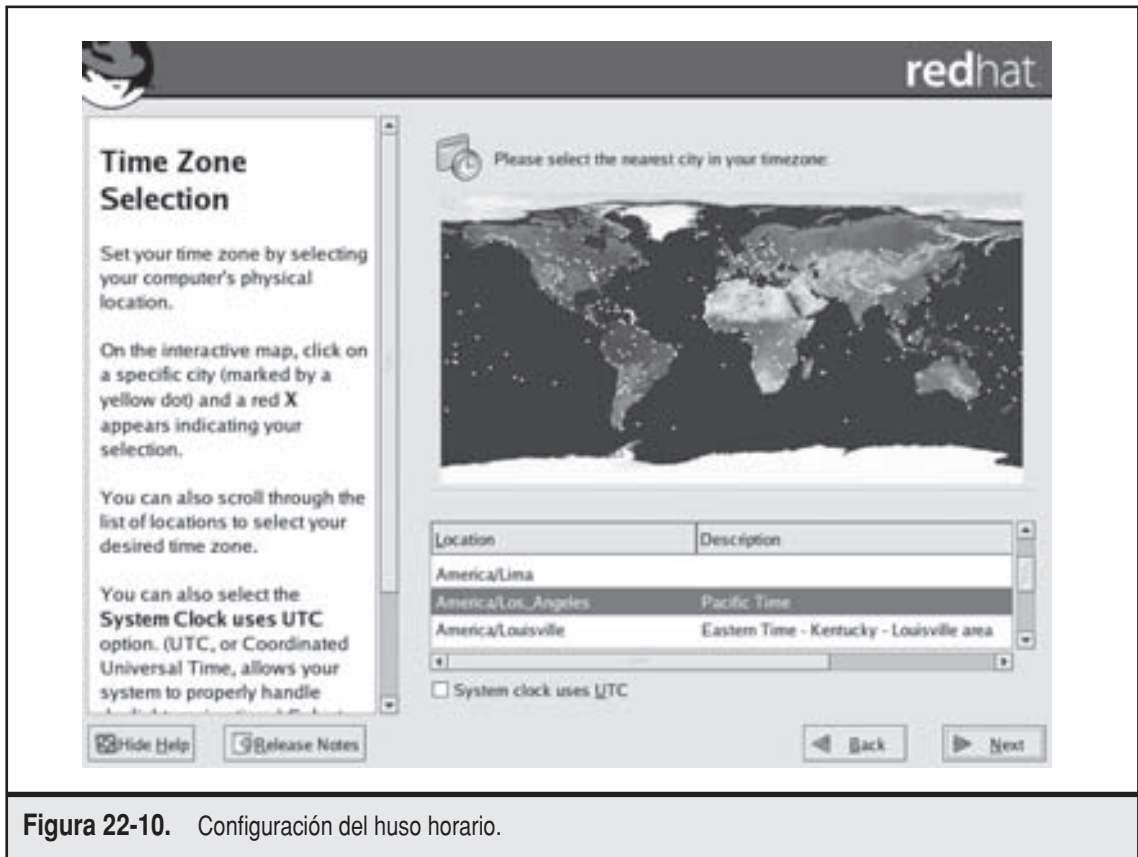 redhat
Time Zone
Selection
Set your time zone by selecting
your computer's physical
location.
On the interactive map, click on
a specific city (marked by a
yellow dot) and a red X
appears indicating your
selection.
You can also scroll through the
list of locations to select your
desired time zone.
You can also select the
System Clock uses UTC
option. (UTC, or Coordinated
Universal Time, allows your
system to properly handle
Please select the nearest city in your timezone:
Location Description
America/Lima
America/Los_Angeles Pacific Time
America/Louisville Eastern Time - Kentucky - Louisville area
System clock uses UTC
Hide Help Release Notes Back Next
Figura 22-10. Configuración del huso horario.